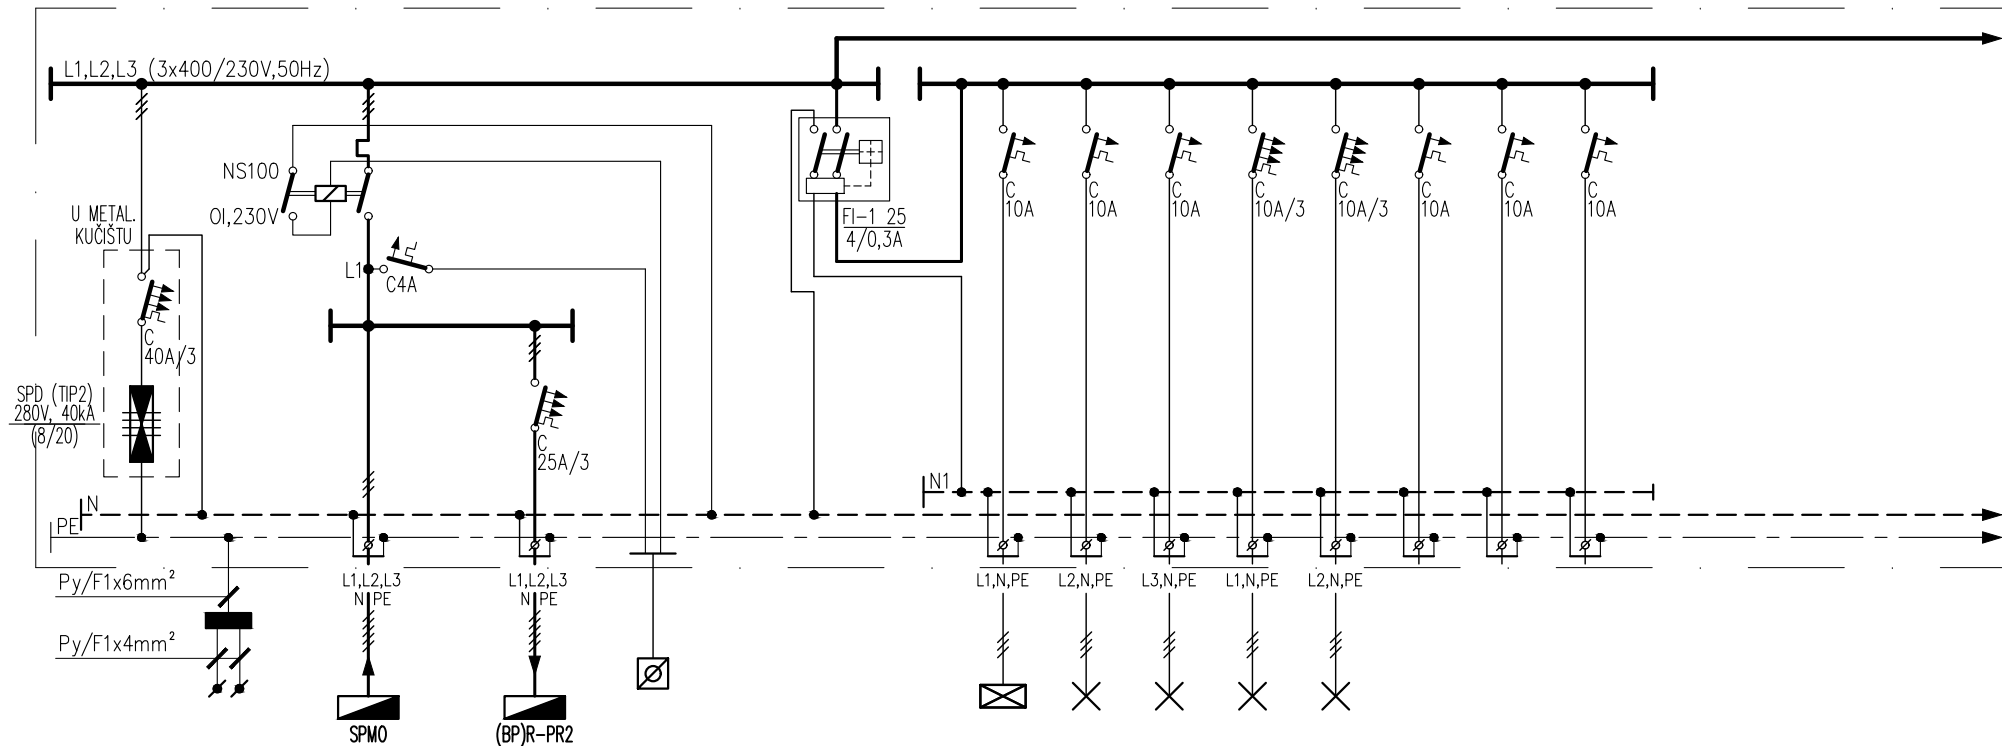 L1,L2,L3 (3x400/230V,50Hz)
NS100
OI,230V
U METAL.
KUČIŠTU
L1
C4A
C
40A/3
SPD (TIP2)
280V, 40kA
(8/20)
C
25A/3
FI-1 25
4/0,3A
C
10A
C
10A
C
10A
C
10A/3
C
10A/3
C
10A
C
10A
C
10A
N1
N
PE
Py/F1x6mm²
Py/F1x4mm²
L1,L2,L3
N PE
L1,L2,L3
N PE
L1,N,PE
L2,N,PE
L3,N,PE
L1,N,PE
L2,N,PE
SPMO
(BP)R-PR2